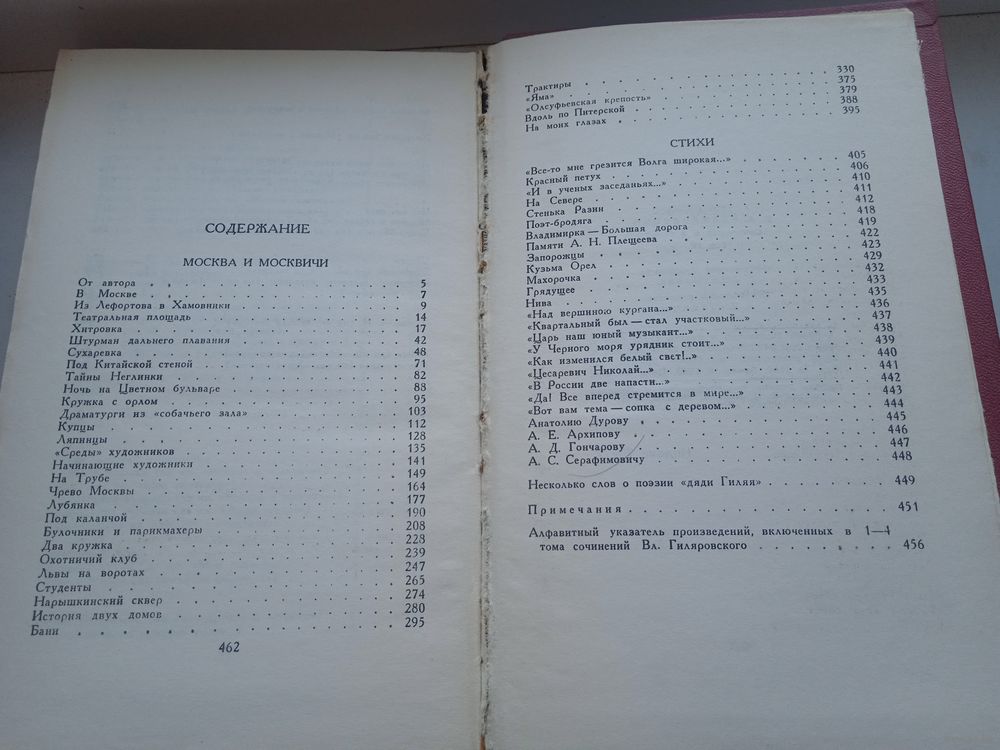 СОДЕРЖАНИЕ
МОСКВА И МОСКВИЧИ
От автора . . . . . . . . . . 5
В Москве . . . . . . . . . . 7
Из Лефортова в Хамовники . . . . . . . . . . 9
Театральная площадь . . . . . . . . . . 14
Хитровка . . . . . . . . . . 17
Штурман дальнего плавания . . . . . . . . . . 42
Сухаревка . . . . . . . . . . 48
Под Китайской стеной . . . . . . . . . . 71
Тайны Неглинки . . . . . . . . . . 82
Ночь на Цветном бульваре . . . . . . . . . . 88
Кружка с орлом . . . . . . . . . . 95
Драматурги из «собачьего зала» . . . . . . . . . . 103
Купцы . . . . . . . . . . 112
Ляпинцы . . . . . . . . . . 128
«Среды» художников . . . . . . . . . . 135
Начинающие художники . . . . . . . . . . 141
На Трубе . . . . . . . . . . 149
Чрево Москвы . . . . . . . . . . 164
Лубянка . . . . . . . . . . 177
Под каланчой . . . . . . . . . . 190
Булочники и парикмахеры . . . . . . . . . . 208
Два кружка . . . . . . . . . . 228
Охотничий клуб . . . . . . . . . . 239
Львы на воротах . . . . . . . . . . 247
Студенты . . . . . . . . . . 265
Нарышкинский сквер . . . . . . . . . . 274
История двух домов . . . . . . . . . . 280
Бани . . . . . . . . . . 295
462
Трактиры . . . . . . . . . . 330
«Яма» . . . . . . . . . . 375
«Олсуфьевская крепость» . . . . . . . . . . 379
Вдоль по Питерской . . . . . . . . . . 388
На моих глазах . . . . . . . . . . 395
СТИХИ
«Все-то мне грезится Волга широкая...» . . . . . . . 405
Красный петух . . . . . . . . . . 406
«И в ученых заседаньях...» . . . . . . . . . . 410
На Севере . . . . . . . . . . 411
Стенька Разин . . . . . . . . . . 412
Поэт-бродяга . . . . . . . . . . 418
Владимирка — Большая дорога . . . . . . . . . . 419
Памяти А. Н. Плещеева . . . . . . . . . . 422
Запорожцы . . . . . . . . . . 423
Кузьма Орел . . . . . . . . . . 429
Махорочка . . . . . . . . . . 432
Грядущее . . . . . . . . . . 433
Нива . . . . . . . . . . 435
«Над вершиною кургана...» . . . . . . . . . . 436
«Квартальный был — стал участковый...» . . . . . . . 437
«Царь наш юный музыкант...» . . . . . . . . . . 438
«У Черного моря урядник стоит...» . . . . . . . . . . 439
«Как изменился белый свет!..» . . . . . . . . . . 440
«Цесаревич Николай...» . . . . . . . . . . 441
«В России две напасти...» . . . . . . . . . . 442
«Да! Все вперед стремится в мире...» . . . . . . . . 443
«Вот вам тема — сопка с деревом...» . . . . . . . . 444
Анатолию Дурову . . . . . . . . . . 445
А. Е. Архипову . . . . . . . . . . 446
А. Д. Гончарову . . . . . . . . . . 447
А. С. Серафимовичу . . . . . . . . . . 448
Несколько слов о поэзии «дяди Гиляя» . . . . . . . 449
Примечания . . . . . . . . . . 451
Алфавитный указатель произведений, включенных в 1—4
тома сочинений Вл. Гиляровского . . . . . . . . . 456